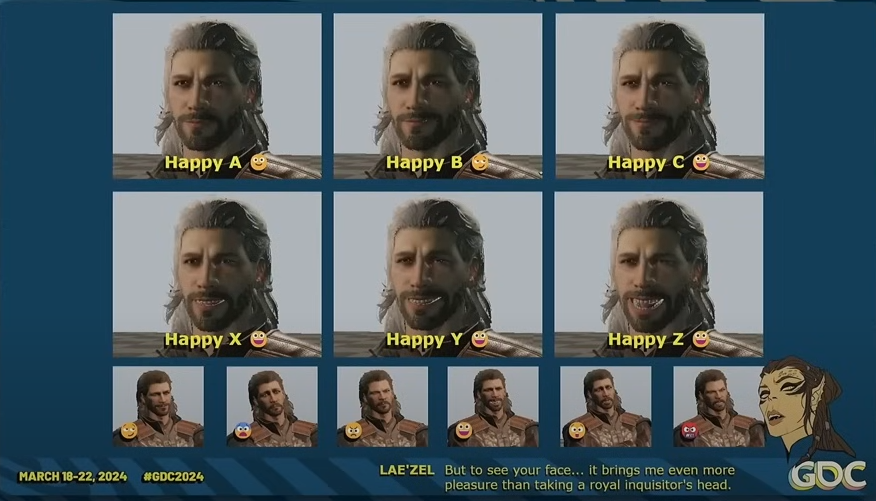 Happy A
Happy B
Happy C
Happy X
Happy Y
Happy Z
MARCH 18-22, 2024 #GDC2024
LAE'ZEL But to see your face... it brings me even more
pleasure than taking a royal inquisitor's head.
GDC